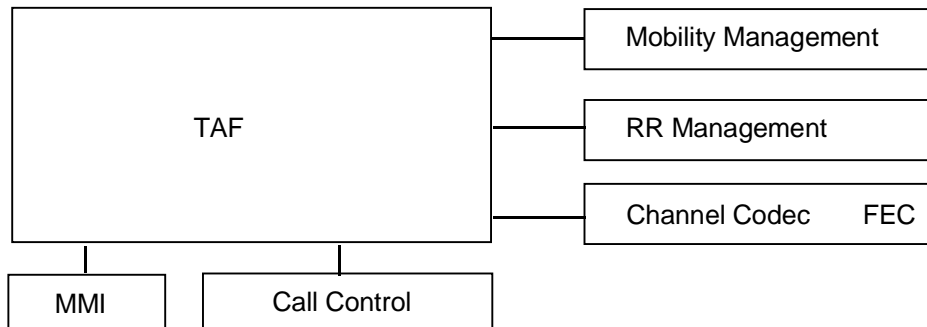 Mobility Management
TAF
RR Management
Channel Codec FEC
MMI
Call Control